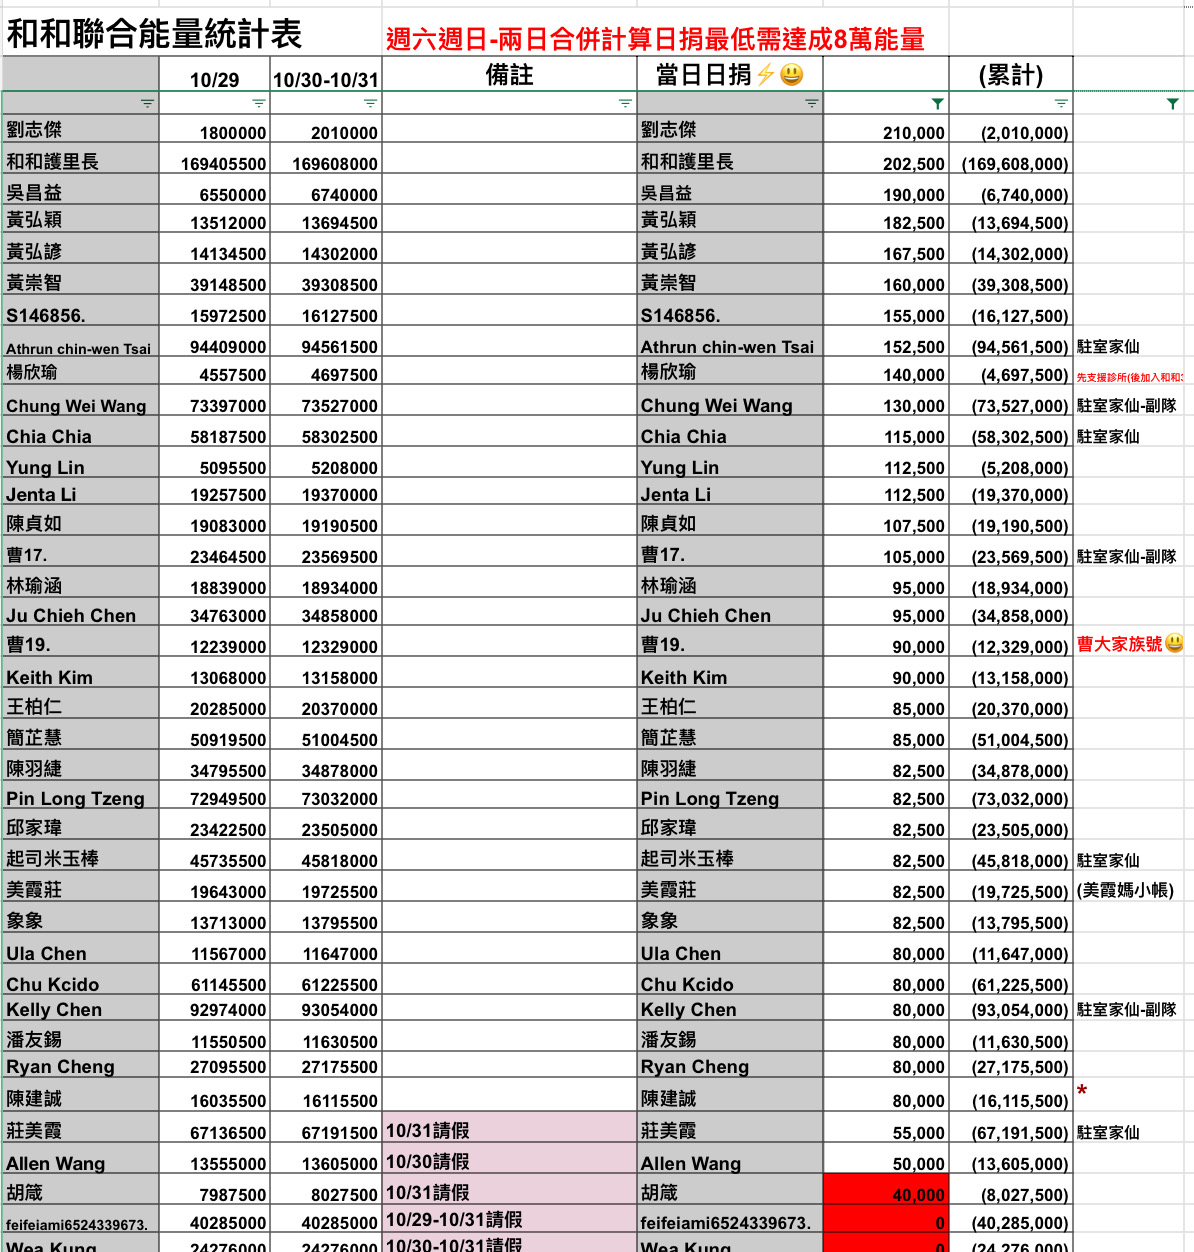 和和聯合能量統計表 週六週日-兩日合併計算日捐最低需達成8萬能量
10/29 10/30-10/31 備註 當日日捐⚡😃 (累計)
劉志傑 1800000 2010000 劉志傑 210,000 (2,010,000)
和和護里長 169405500 169608000 和和護里長 202,500 (169,608,000)
吳昌益 6550000 6740000 吳昌益 190,000 (6,740,000)
黃弘穎 13512000 13694500 黃弘穎 182,500 (13,694,500)
黃弘諺 14134500 14302000 黃弘諺 167,500 (14,302,000)
黃崇智 39148500 39308500 黃崇智 160,000 (39,308,500)
S146856. 15972500 16127500 S146856. 155,000 (16,127,500)
Athrun chin-wen Tsai 94409000 94561500 Athrun chin-wen Tsai 152,500 (94,561,500) 駐室家仙
楊欣瑜 4557500 4697500 楊欣瑜 140,000 (4,697,500) 先支援診所(後加入和和
Chung Wei Wang 73397000 73527000 Chung Wei Wang 130,000 (73,527,000) 駐室家仙-副隊
Chia Chia 58187500 58302500 Chia Chia 115,000 (58,302,500) 駐室家仙
Yung Lin 5095500 5208000 Yung Lin 112,500 (5,208,000)
Jenta Li 19257500 19370000 Jenta Li 112,500 (19,370,000)
陳貞如 19083000 19190500 陳貞如 107,500 (19,190,500)
曹17. 23464500 23569500 曹17. 105,000 (23,569,500) 駐室家仙-副隊
林瑜涵 18839000 18934000 林瑜涵 95,000 (18,934,000)
Ju Chieh Chen 34763000 34858000 Ju Chieh Chen 95,000 (34,858,000)
曹19. 12239000 12329000 曹19. 90,000 (12,329,000) 曹大家族號😃
Keith Kim 13068000 13158000 Keith Kim 90,000 (13,158,000)
王柏仁 20285000 20370000 王柏仁 85,000 (20,370,000)
簡芷慧 50919500 51004500 簡芷慧 85,000 (51,004,500)
陳羽緁 34795500 34878000 陳羽緁 82,500 (34,878,000)
Pin Long Tzeng 72949500 73032000 Pin Long Tzeng 82,500 (73,032,000)
邱家瑋 23422500 23505000 邱家瑋 82,500 (23,505,000)
起司米玉棒 45735500 45818000 起司米玉棒 82,500 (45,818,000) 駐室家仙
美霞莊 19643000 19725500 美霞莊 82,500 (19,725,500) (美霞媽小帳)
象象 13713000 13795500 象象 82,500 (13,795,500)
Ula Chen 11567000 11647000 Ula Chen 80,000 (11,647,000)
Chu Kcido 61145500 61225500 Chu Kcido 80,000 (61,225,500)
Kelly Chen 92974000 93054000 Kelly Chen 80,000 (93,054,000) 駐室家仙-副隊
潘友錫 11550500 11630500 潘友錫 80,000 (11,630,500)
Ryan Cheng 27095500 27175500 Ryan Cheng 80,000 (27,175,500)
陳建誠 16035500 16115500 陳建誠 80,000 (16,115,500) *
莊美霞 67136500 67191500 10/31請假 莊美霞 55,000 (67,191,500) 駐室家仙
Allen Wang 13555000 13605000 10/30請假 Allen Wang 50,000 (13,605,000)
胡箴 7987500 8027500 10/31請假 胡箴 40,000 (8,027,500)
feifeiami6524339673. 40285000 40285000 10/29-10/31請假 feifeiami6524339673. 0 (40,285,000)
Wea Kung 24276000 24276000 10/30-10/31請假 Wea Kung 0 (24,276,000)